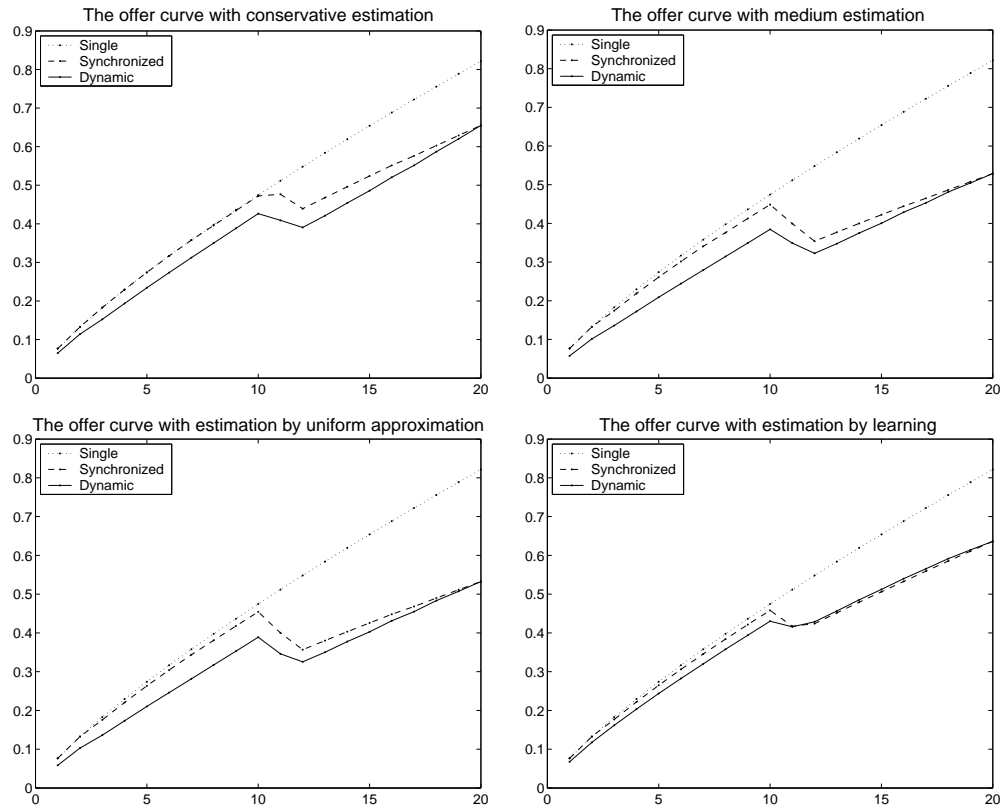 The offer curve with conservative estimation
0.9
0.8
0.7
0.6
0.5
0.4
0.3
0.2
0.1
0
Single
Synchronized
Dynamic
0 5 10 15 20
The offer curve with medium estimation
0.9
0.8
0.7
0.6
0.5
0.4
0.3
0.2
0.1
0
Single
Synchronized
Dynamic
0 5 10 15 20
The offer curve with estimation by uniform approximation
0.9
0.8
0.7
0.6
0.5
0.4
0.3
0.2
0.1
0
Single
Synchronized
Dynamic
0 5 10 15 20
The offer curve with estimation by learning
0.9
0.8
0.7
0.6
0.5
0.4
0.3
0.2
0.1
0
Single
Synchronized
Dynamic
0 5 10 15 20